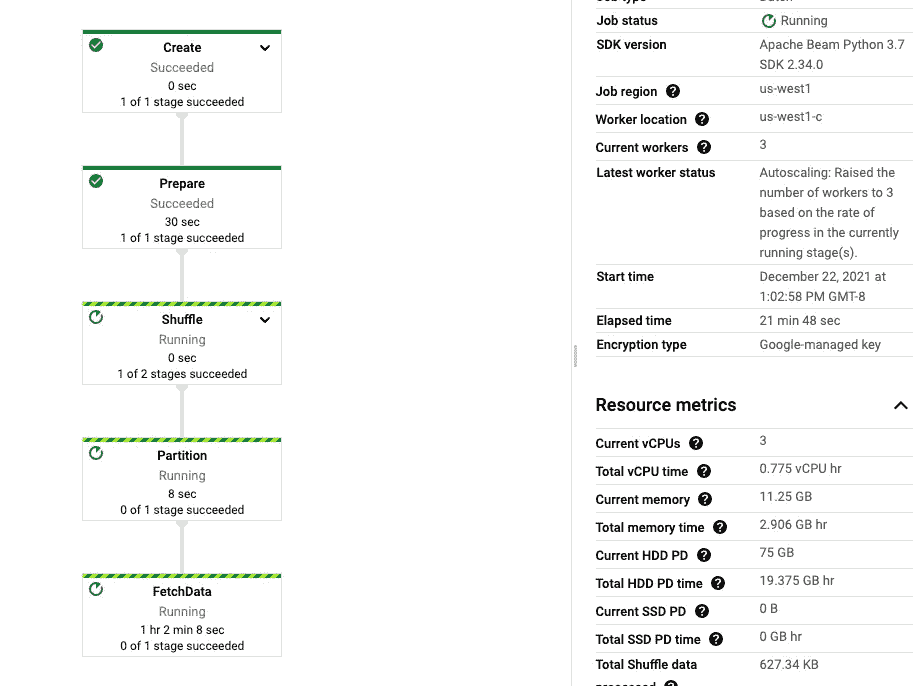 Create
Succeeded
0 sec
1 of 1 stage succeeded
Prepare
Succeeded
30 sec
1 of 1 stage succeeded
Shuffle
Running
0 sec
1 of 2 stages succeeded
Partition
Running
8 sec
0 of 1 stage succeeded
FetchData
Running
1 hr 2 min 8 sec
0 of 1 stage succeeded
Job status Running
SDK version Apache Beam Python 3.7
SDK 2.34.0
Job region ? us-west1
Worker location ? us-west1-c
Current workers ? 3
Latest worker status Autoscaling: Raised the
number of workers to 3
based on the rate of
progress in the currently
running stage(s).
Start time December 22, 2021 at
1:02:58 PM GMT-8
Elapsed time 21 min 48 sec
Encryption type Google-managed key
Resource metrics
Current vCPUs ? 3
Total vCPU time ? 0.775 vCPU hr
Current memory ? 11.25 GB
Total memory time ? 2.906 GB hr
Current HDD PD ? 75 GB
Total HDD PD time ? 19.375 GB hr
Current SSD PD ? 0 B
Total SSD PD time ? 0 GB hr
Total Shuffle data 627.34 KB